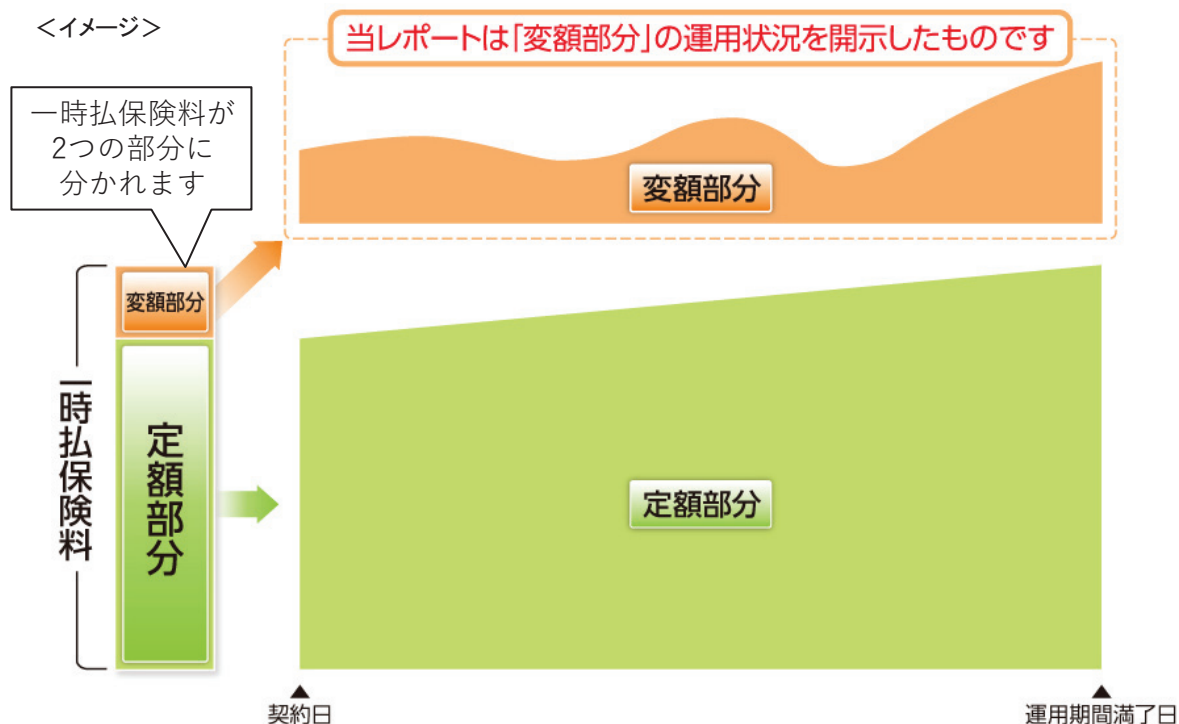 ＜イメージ＞
当レポートは「変額部分」の運用状況を開示したものです
一時払保険料が
2つの部分に
分かれます
変額部分
変額部分
一時払保険料
定額部分
定額部分
契約日
運用期間満了日